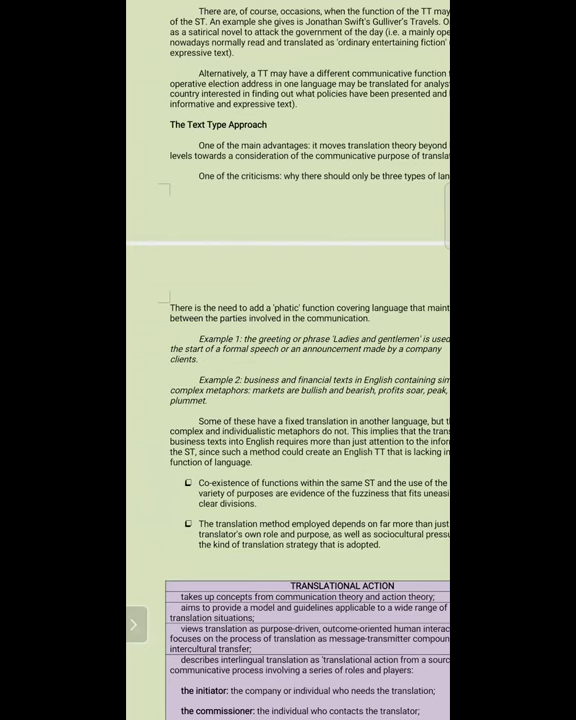 There are, of course, occasions, when the function of the TT may
of the ST. An example she gives is Jonathan Swift's Gulliver's Travels. O
as a satirical novel to attack the government of the day (i.e. a mainly ope
nowadays normally read and translated as 'ordinary entertaining fiction'
expressive text).
Alternatively, a TT may have a different communicative function
operative election address in one language may be translated for analys
country interested in finding out what policies have been presented and
informative and expressive text).
The Text Type Approach
One of the main advantages: it moves translation theory beyond
levels towards a consideration of the communicative purpose of transla
One of the criticisms: why there should only be three types of lan
There is the need to add a 'phatic' function covering language that maint
between the parties involved in the communication.
Example 1: the greeting or phrase 'Ladies and gentlemen' is used
the start of a formal speech or an announcement made by a company
clients.
Example 2: business and financial texts in English containing sim
complex metaphors: markets are bullish and bearish, profits soar, peak,
plummet.
Some of these have a fixed translation in another language, but t
complex and individualistic metaphors do not. This implies that the tran
business texts into English requires more than just attention to the infor
the ST, since such a method could create an English TT that is lacking in
function of language.
Co-existence of functions within the same ST and the use of the
variety of purposes are evidence of the fuzziness that fits uneasi
clear divisions.
The translation method employed depends on far more than just
translator's own role and purpose, as well as sociocultural pressu
the kind of translation strategy that is adopted.
TRANSLATIONAL ACTION
takes up concepts from communication theory and action theory;
aims to provide a model and guidelines applicable to a wide range of
translation situations;
views translation as purpose-driven, outcome-oriented human interac
focuses on the process of translation as message-transmitter compoun
intercultural transfer;
describes interlingual translation as 'translational action from a sourc
communicative process involving a series of roles and players:
the initiator: the company or individual who needs the translation;
the commissioner: the individual who contacts the translator;